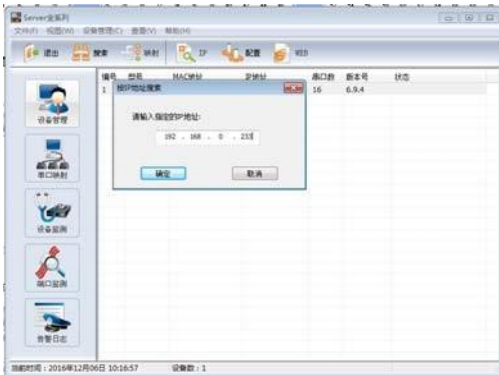 Server全系列
文件(F) 视图(W) 设备管理(C) 查看(V) 帮助(H)
退出 搜索 映射 IP 配置 WEB
编号 型号 MAC地址 IP地址 串口数 版本号 状态
1 16 6.9.4
按IP地址搜索
请输入指定的IP地址:
192 . 168 . 0 . 233
确定 取消
设备管理
串口映射
设备监测
端口监测
告警日志
当前时间：2016年12月06日 10:16:57 设备数：1